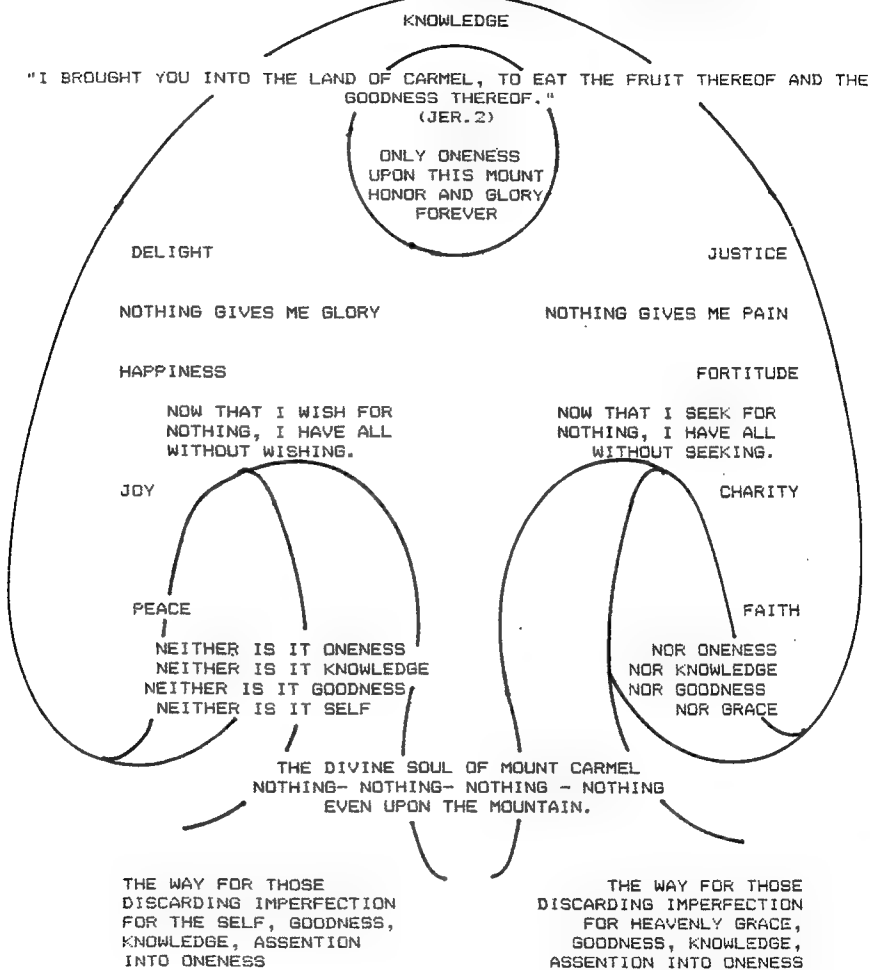 KNOWLEDGE
"I BROUGHT YOU INTO THE LAND OF CARMEL, TO EAT THE FRUIT THEREOF AND THE
GOODNESS THEREOF."
(JER.2)
ONLY ONENESS
UPON THIS MOUNT
HONOR AND GLORY
FOREVER
DELIGHT
JUSTICE
NOTHING GIVES ME GLORY
NOTHING GIVES ME PAIN
HAPPINESS
FORTITUDE
NOW THAT I WISH FOR
NOTHING, I HAVE ALL
WITHOUT WISHING.
NOW THAT I SEEK FOR
NOTHING, I HAVE ALL
WITHOUT SEEKING.
JOY
CHARITY
PEACE
FAITH
NEITHER IS IT ONENESS
NEITHER IS IT KNOWLEDGE
NEITHER IS IT GOODNESS
NEITHER IS IT SELF
NOR ONENESS
NOR KNOWLEDGE
NOR GOODNESS
NOR GRACE
THE DIVINE SOUL OF MOUNT CARMEL
NOTHING- NOTHING- NOTHING - NOTHING
EVEN UPON THE MOUNTAIN.
THE WAY FOR THOSE
DISCARDING IMPERFECTION
FOR THE SELF, GOODNESS,
KNOWLEDGE, ASSENTION
INTO ONENESS
THE WAY FOR THOSE
DISCARDING IMPERFECTION
FOR HEAVENLY GRACE,
GOODNESS, KNOWLEDGE,
ASSENTION INTO ONENESS